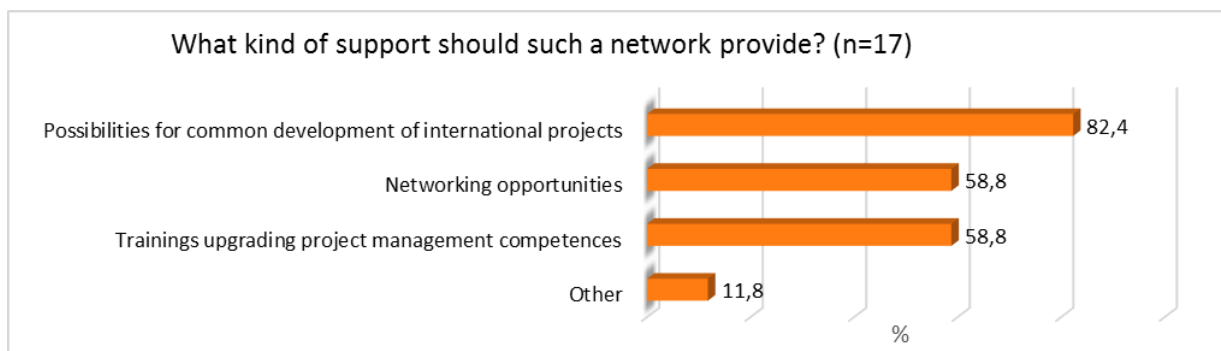 What kind of support should such a network provide? (n=17)
Possibilities for common development of international projects
82,4
Networking opportunities
58,8
Trainings upgrading project management competences
58,8
Other
11,8
%